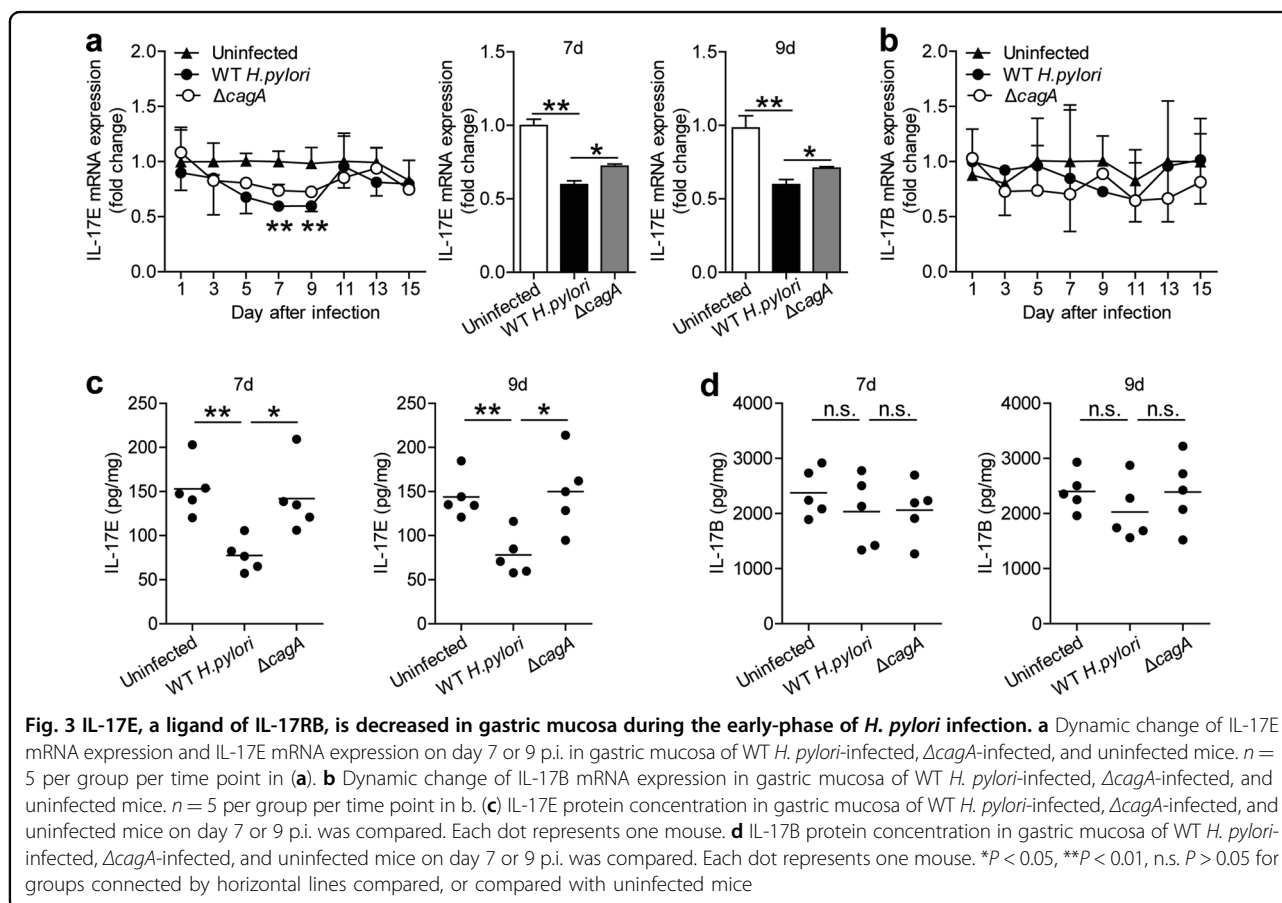 a
Uninfected
WT H.pylori
ΔcagA
IL-17E mRNA expression
(fold change)
2.0
1.5
1.0
0.5
0.0
** **
1 3 5 7 9 11 13 15
Day after infection
7d
IL-17E mRNA expression
(fold change)
1.5
1.0
0.5
0.0
**
*
Uninfected
WT H.pylori
ΔcagA
9d
IL-17E mRNA expression
(fold change)
1.5
1.0
0.5
0.0
**
*
Uninfected
WT H.pylori
ΔcagA
b
Uninfected
WT H.pylori
ΔcagA
IL-17B mRNA expression
(fold change)
2.0
1.5
1.0
0.5
0.0
1 3 5 7 9 11 13 15
Day after infection
c
7d
IL-17E (pg/mg)
250
200
150
100
50
0
** *
Uninfected
WT H.pylori
ΔcagA
9d
IL-17E (pg/mg)
250
200
150
100
50
0
** *
Uninfected
WT H.pylori
ΔcagA
d
7d
IL-17B (pg/mg)
4000
3000
2000
1000
0
n.s. n.s.
Uninfected
WT H.pylori
ΔcagA
9d
IL-17B (pg/mg)
4000
3000
2000
1000
0
n.s. n.s.
Uninfected
WT H.pylori
ΔcagA
Fig. 3 IL-17E, a ligand of IL-17RB, is decreased in gastric mucosa during the early-phase of H. pylori infection. a Dynamic change of IL-17E
mRNA expression and IL-17E mRNA expression on day 7 or 9 p.i. in gastric mucosa of WT H. pylori-infected, ΔcagA-infected, and uninfected mice. n =
5 per group per time point in (a). b Dynamic change of IL-17B mRNA expression in gastric mucosa of WT H. pylori-infected, ΔcagA-infected, and
uninfected mice. n = 5 per group per time point in b. (c) IL-17E protein concentration in gastric mucosa of WT H. pylori-infected, ΔcagA-infected, and
uninfected mice on day 7 or 9 p.i. was compared. Each dot represents one mouse. d IL-17B protein concentration in gastric mucosa of WT H. pylori-
infected, ΔcagA-infected, and uninfected mice on day 7 or 9 p.i. was compared. Each dot represents one mouse. *P < 0.05, **P < 0.01, n.s. P > 0.05 for
groups connected by horizontal lines compared, or compared with uninfected mice